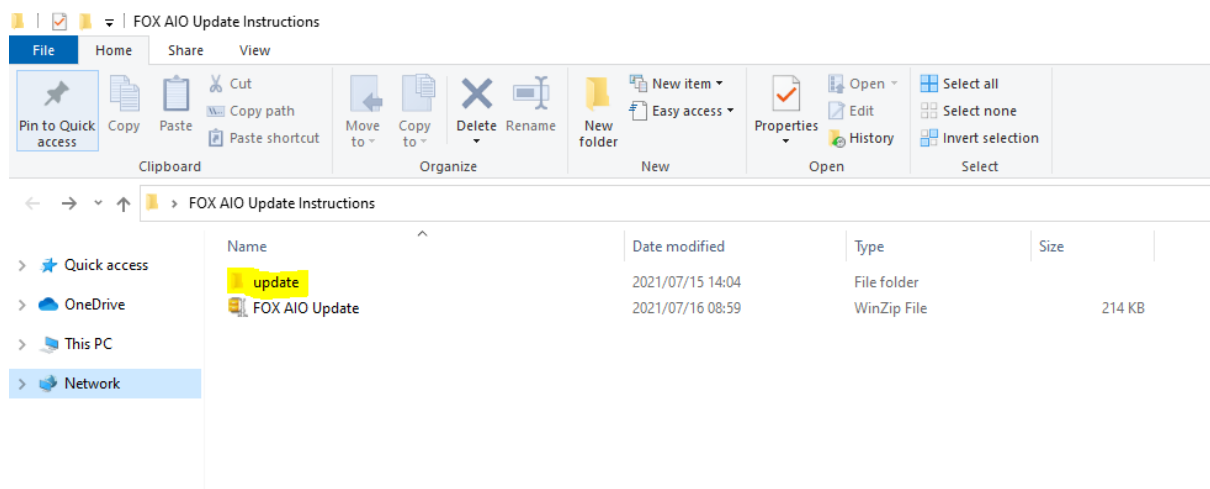 FOX AIO Update Instructions
File Home Share View
Pin to Quick access
Copy
Paste
Cut
Copy path
Paste shortcut
Clipboard
Move to
Copy to
Delete
Rename
Organize
New folder
New item
Easy access
New
Properties
Open
Edit
History
Open
Select all
Select none
Invert selection
Select
FOX AIO Update Instructions
Quick access
OneDrive
This PC
Network
Name Date modified Type Size
update 2021/07/15 14:04 File folder
FOX AIO Update 2021/07/16 08:59 WinZip File 214 KB